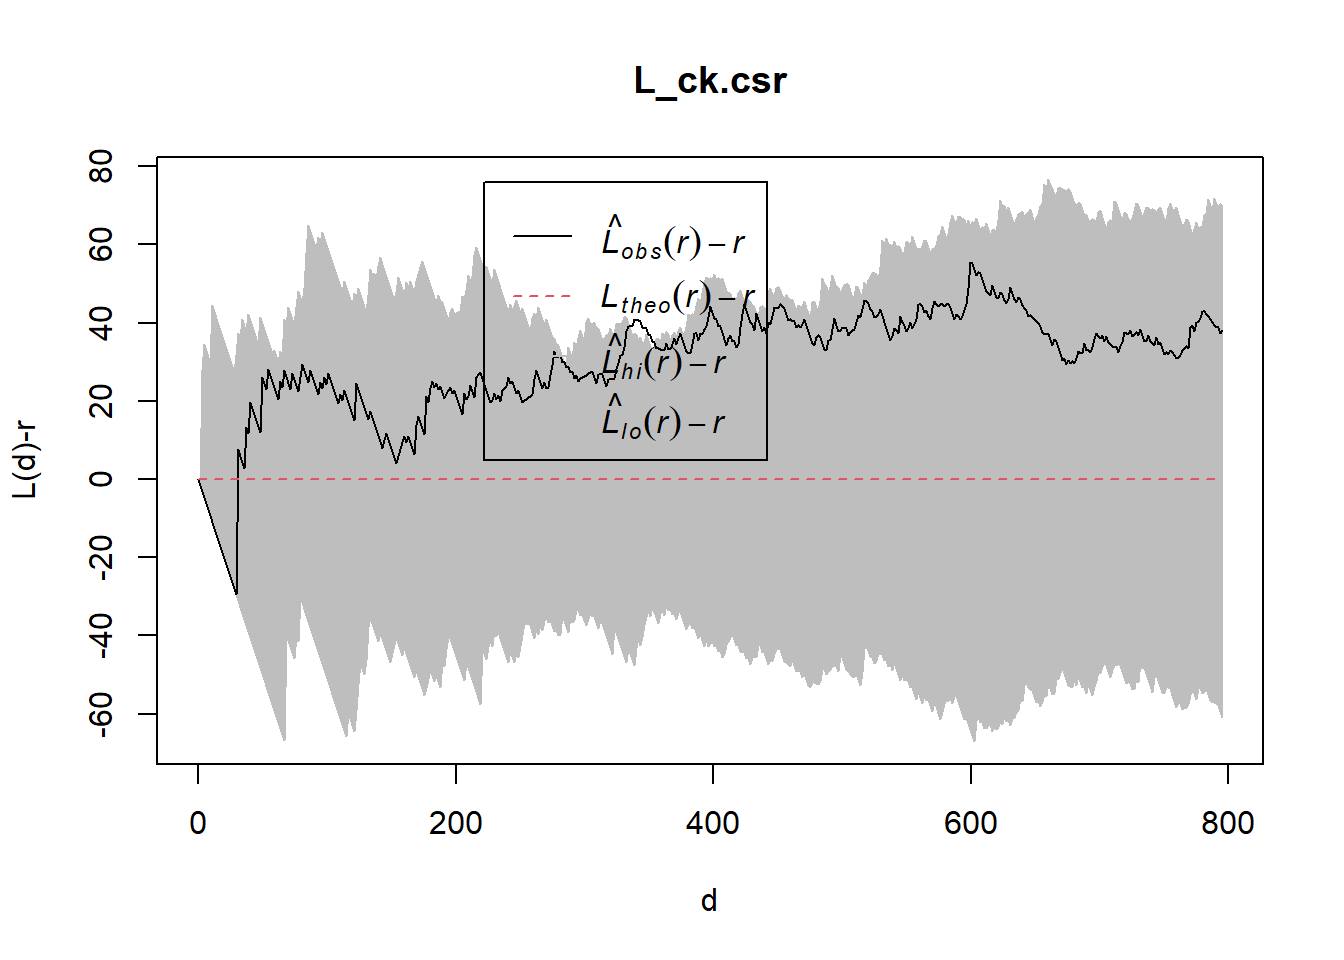 L_ck.csr
L(d)-r
80
60
40
20
0
-20
-40
-60
L̂obs(r) − r
Ltheo(r) − r
L̂hi(r) − r
L̂lo(r) − r
0 200 400 600 800
d